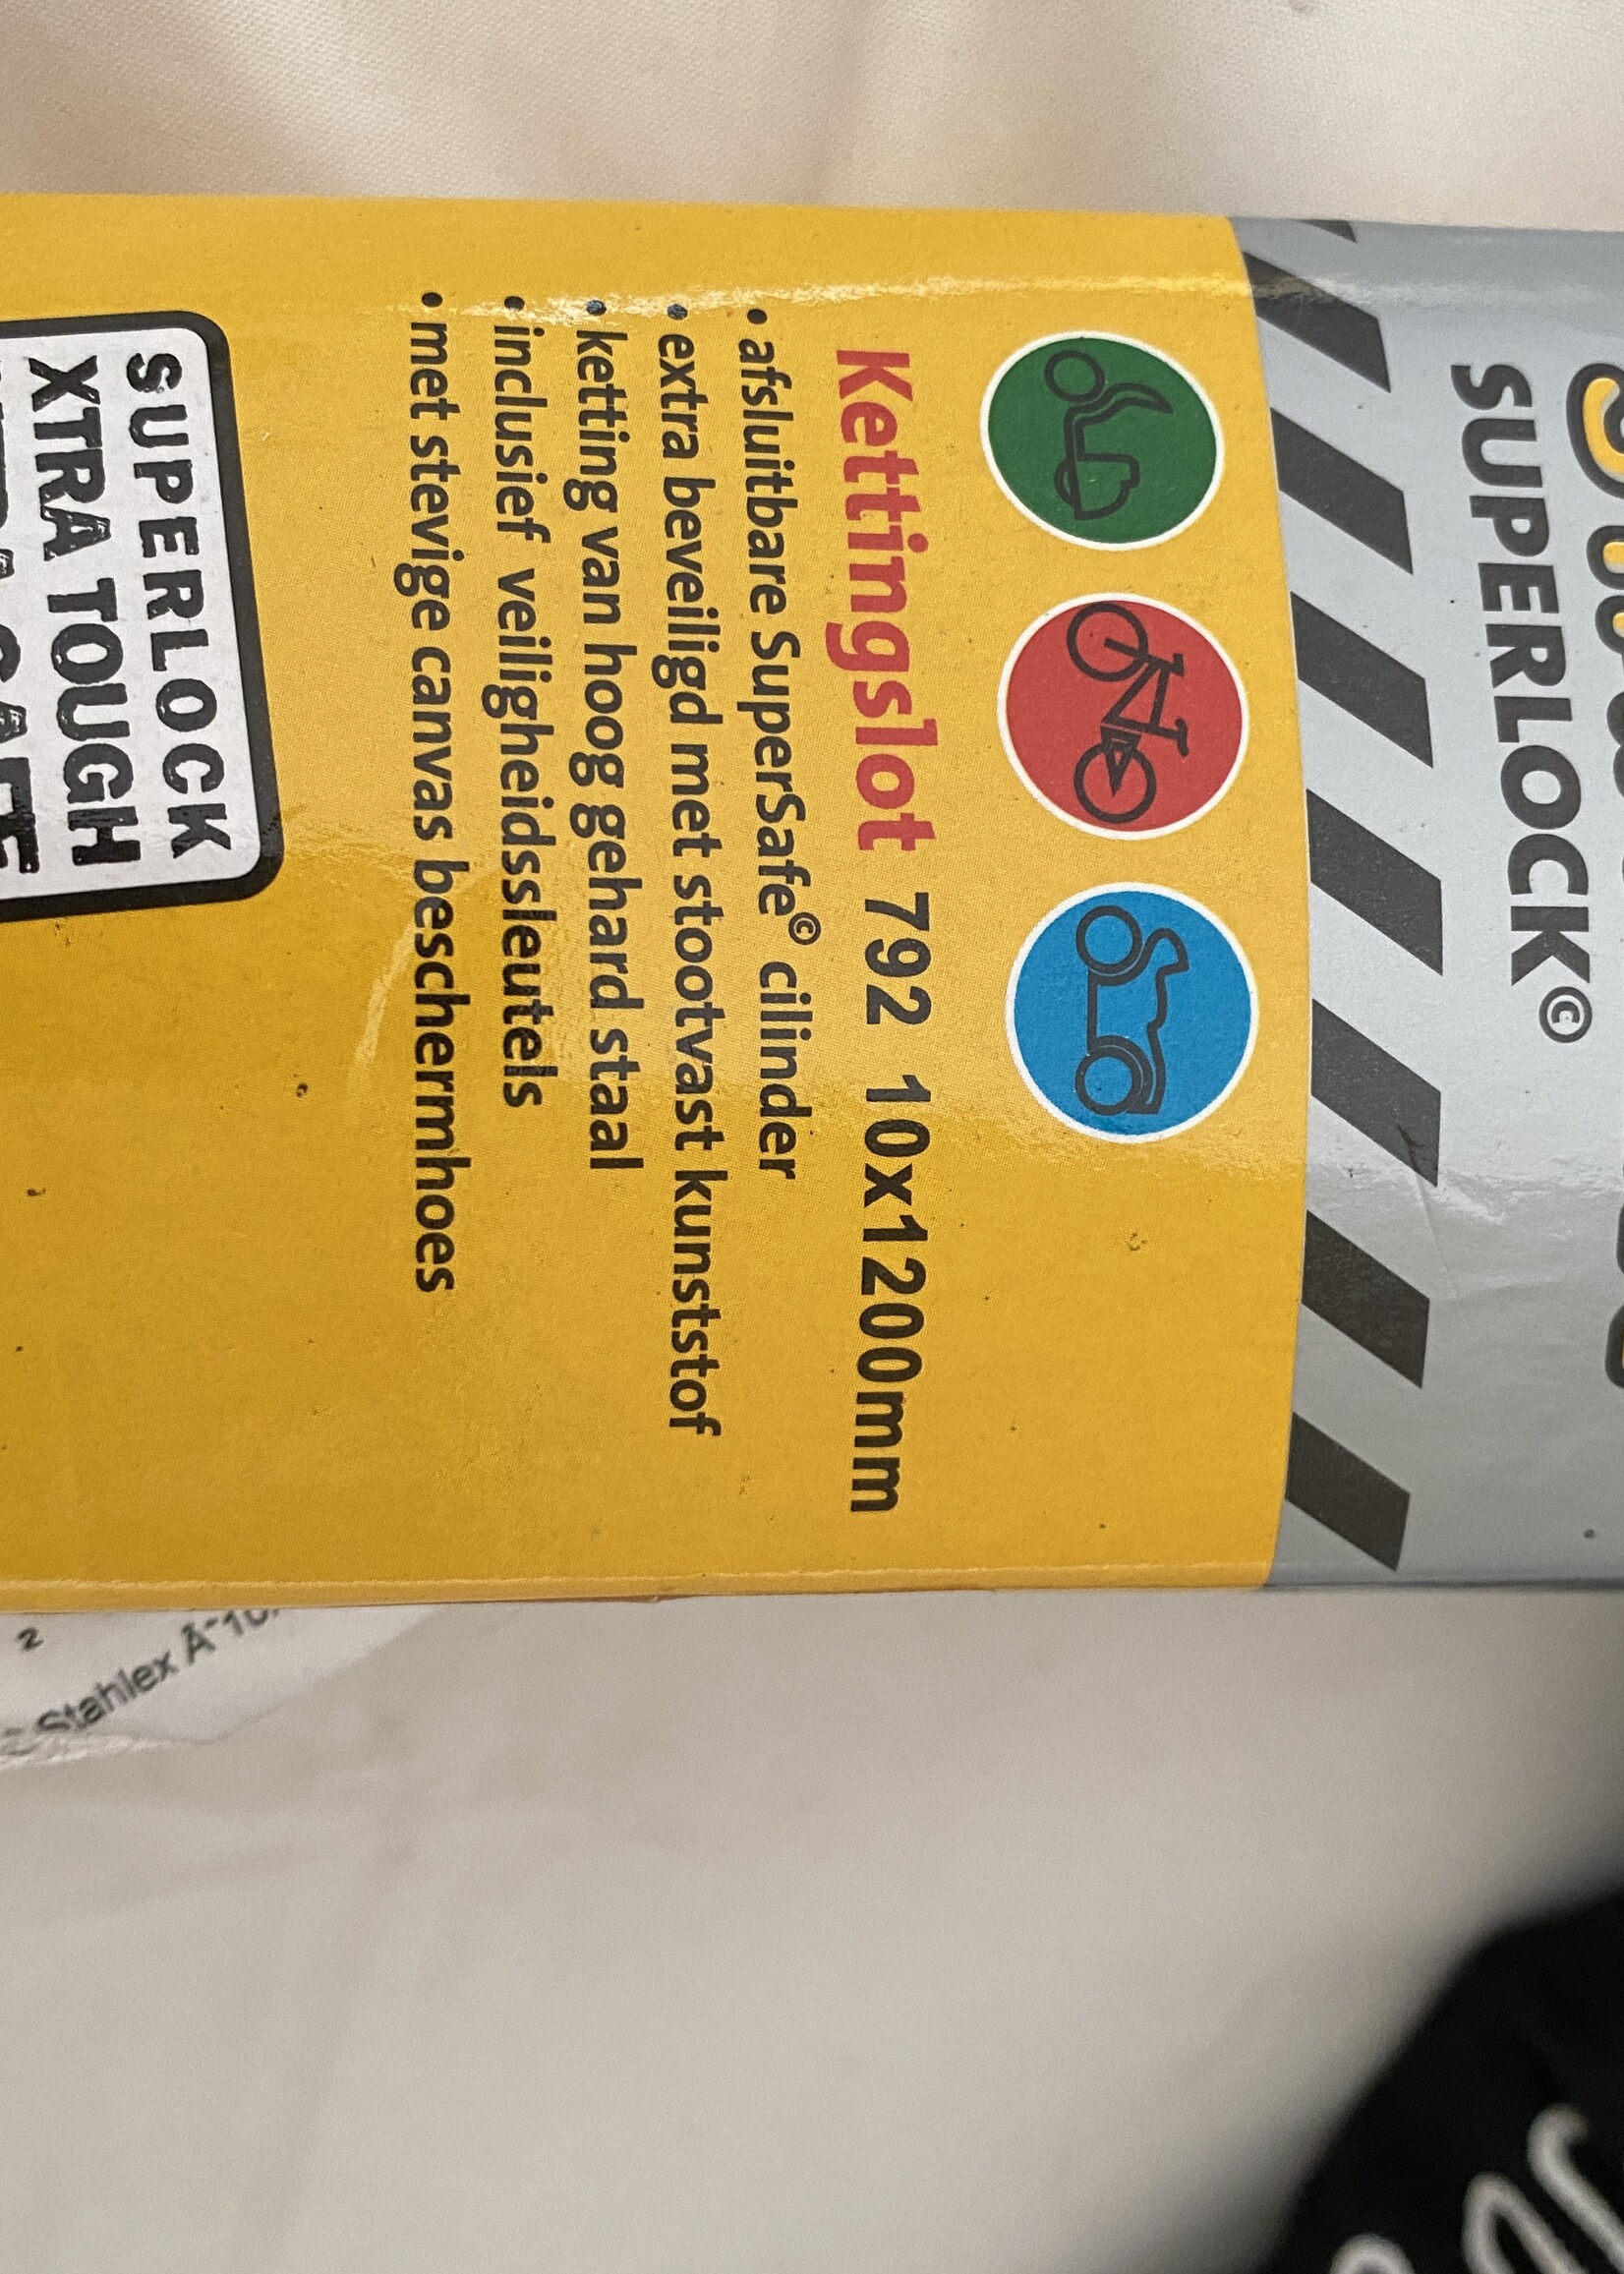 SUPERLOCK©
Kettingslot 792 10x1200mm
• afsluitbare SuperSafe© cilinder
• extra beveiligd met stootvast kunststof
• ketting van hoog gehard staal
• inclusief veiligheidssleutels
• met stevige canvas beschermhoes
SUPERLOCK
XTRA TOUGH
2
Stahlex